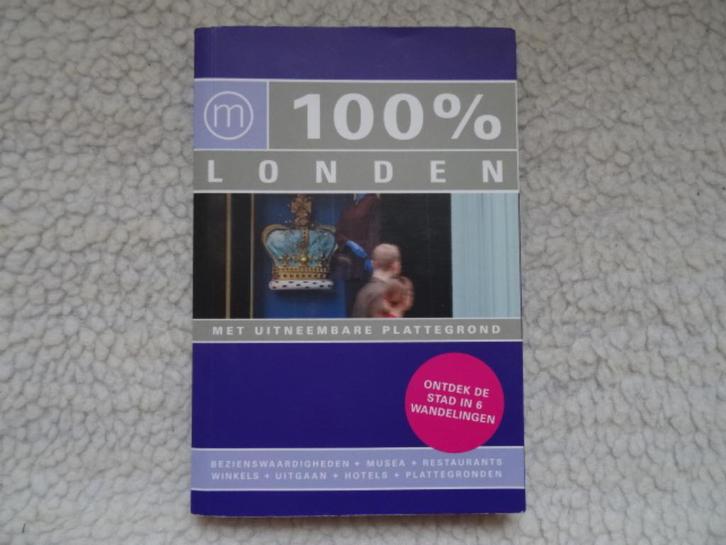 m
100%
LONDEN
MET UITNEEMBARE PLATTEGROND
ONTDEK DE
STAD IN 6
WANDELINGEN
BEZIENSWAARDIGHEDEN + MUSEA + RESTAURANTS
WINKELS + UITGAAN + HOTELS + PLATTEGRONDEN